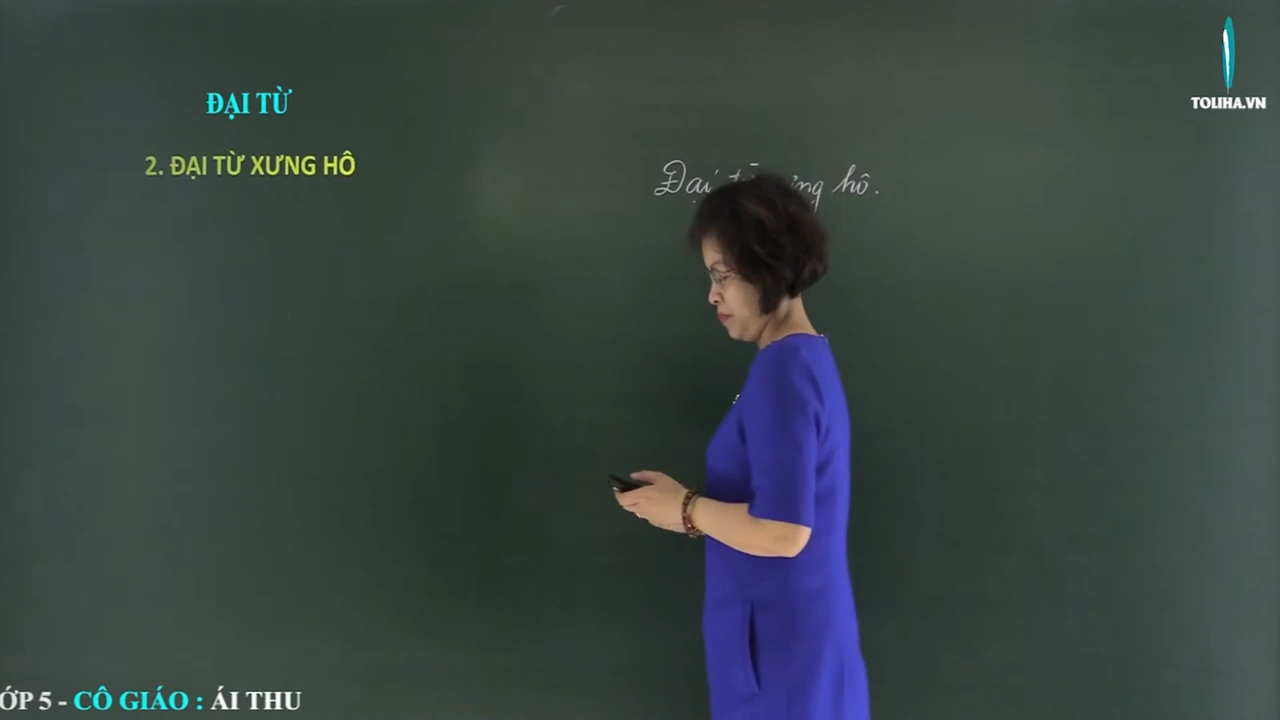 TOLIHA.VN
ĐẠI TỪ
2. ĐẠI TỪ XƯNG HÔ
Đại hô.
ỚP 5 - CÔ GIÁO : ÁI THU